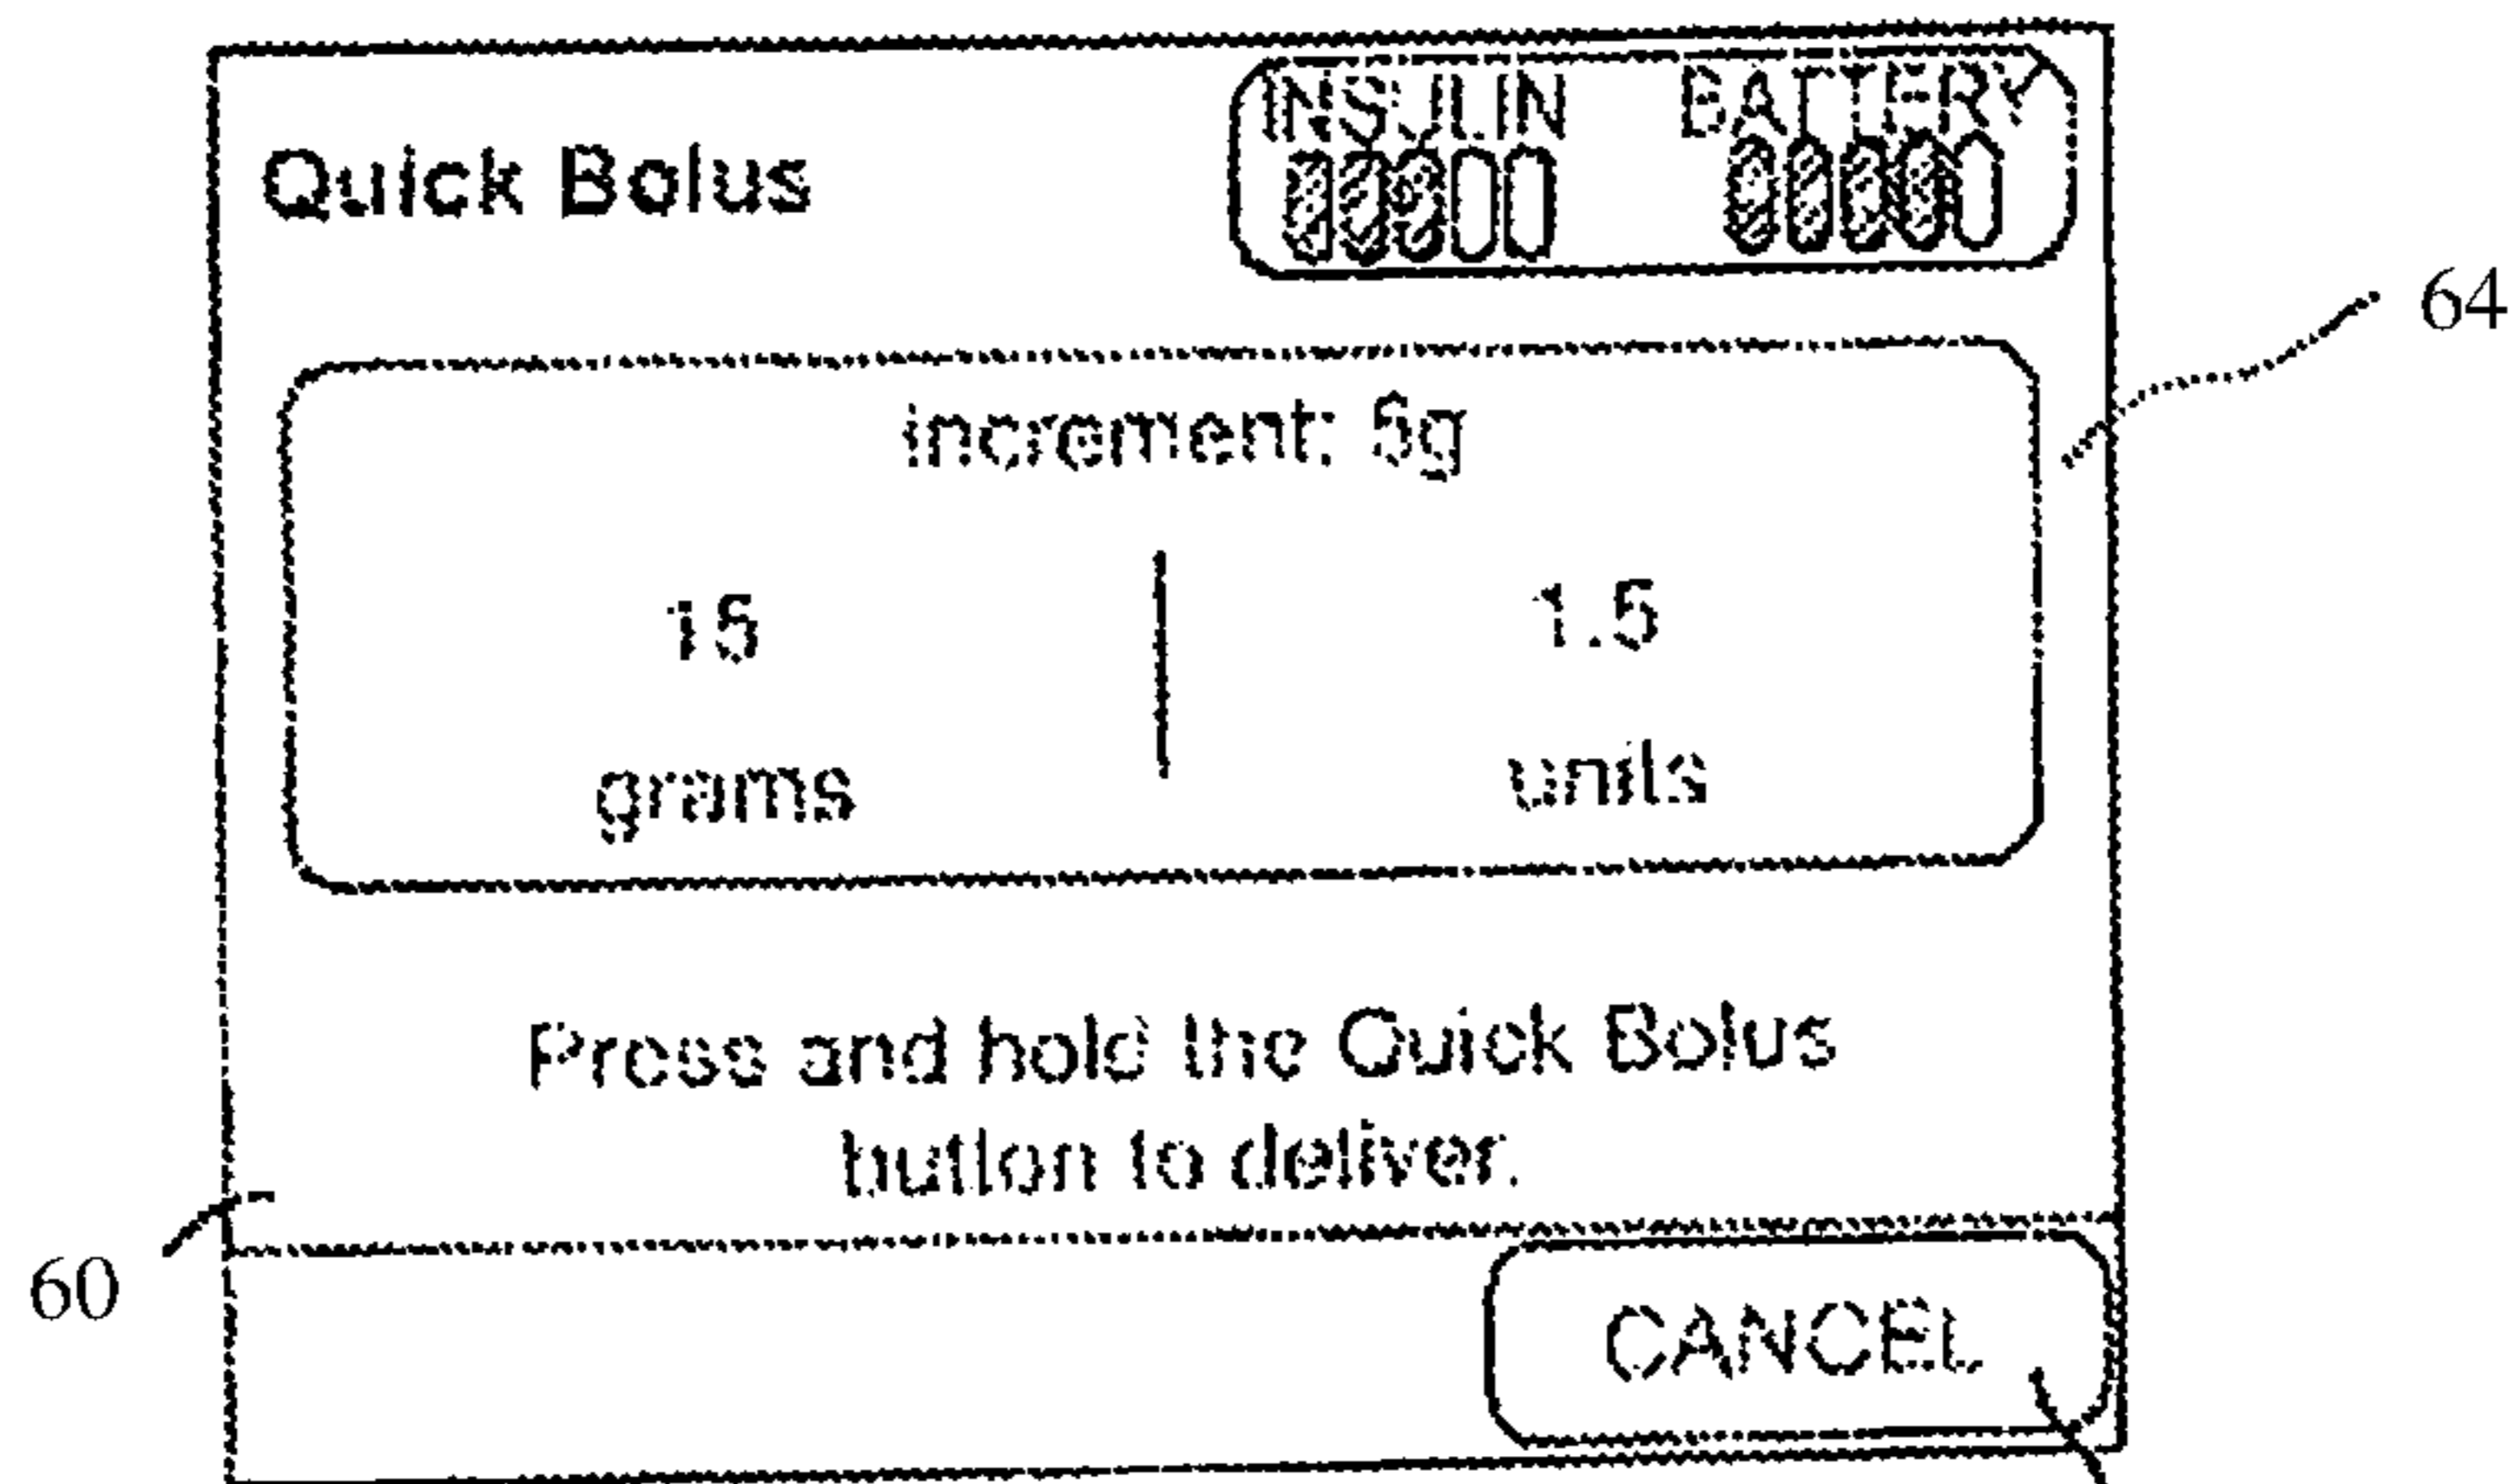 INSULIN BATTERY
Quick Bolus
64
increment: 5g
15 1.5
grams units
Press and hold the Quick Bolus
button to deliver.
60
CANCEL